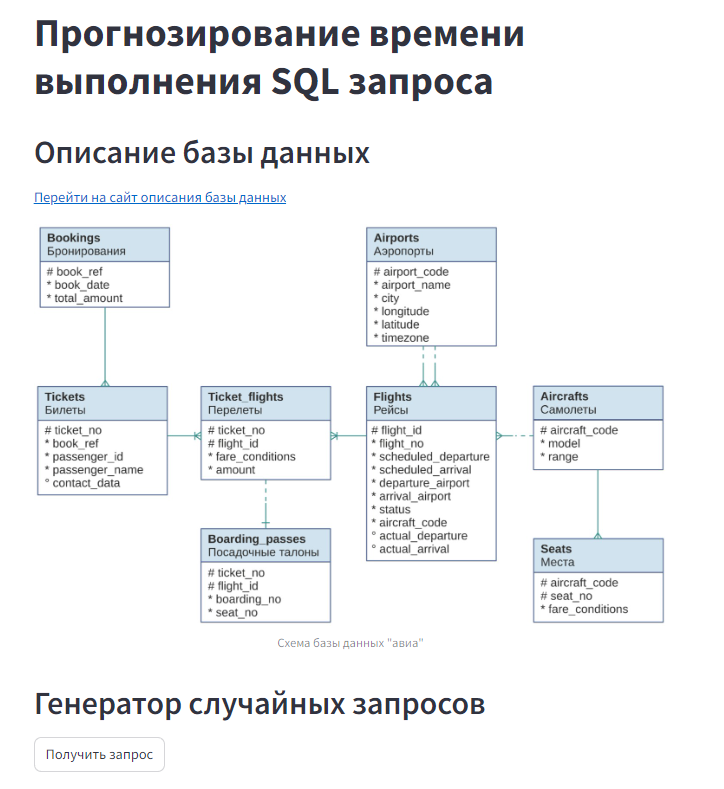 Прогнозирование времени
выполнения SQL запроса
Описание базы данных
Перейти на сайт описания базы данных
Bookings
Бронирования
# book_ref
* book_date
* total_amount
Airports
Аэропорты
# airport_code
* airport_name
* city
* longitude
* latitude
* timezone
Tickets
Билеты
# ticket_no
* book_ref
* passenger_id
* passenger_name
° contact_data
Ticket_flights
Перелеты
# ticket_no
# flight_id
* fare_conditions
* amount
Flights
Рейсы
# flight_id
* flight_no
* scheduled_departure
* scheduled_arrival
* departure_airport
* arrival_airport
* status
* aircraft_code
° actual_departure
° actual_arrival
Aircrafts
Самолеты
# aircraft_code
* model
* range
Boarding_passes
Посадочные талоны
# ticket_no
# flight_id
* boarding_no
* seat_no
Seats
Места
# aircraft_code
# seat_no
* fare_conditions
Схема базы данных "авиа"
Генератор случайных запросов
Получить запрос